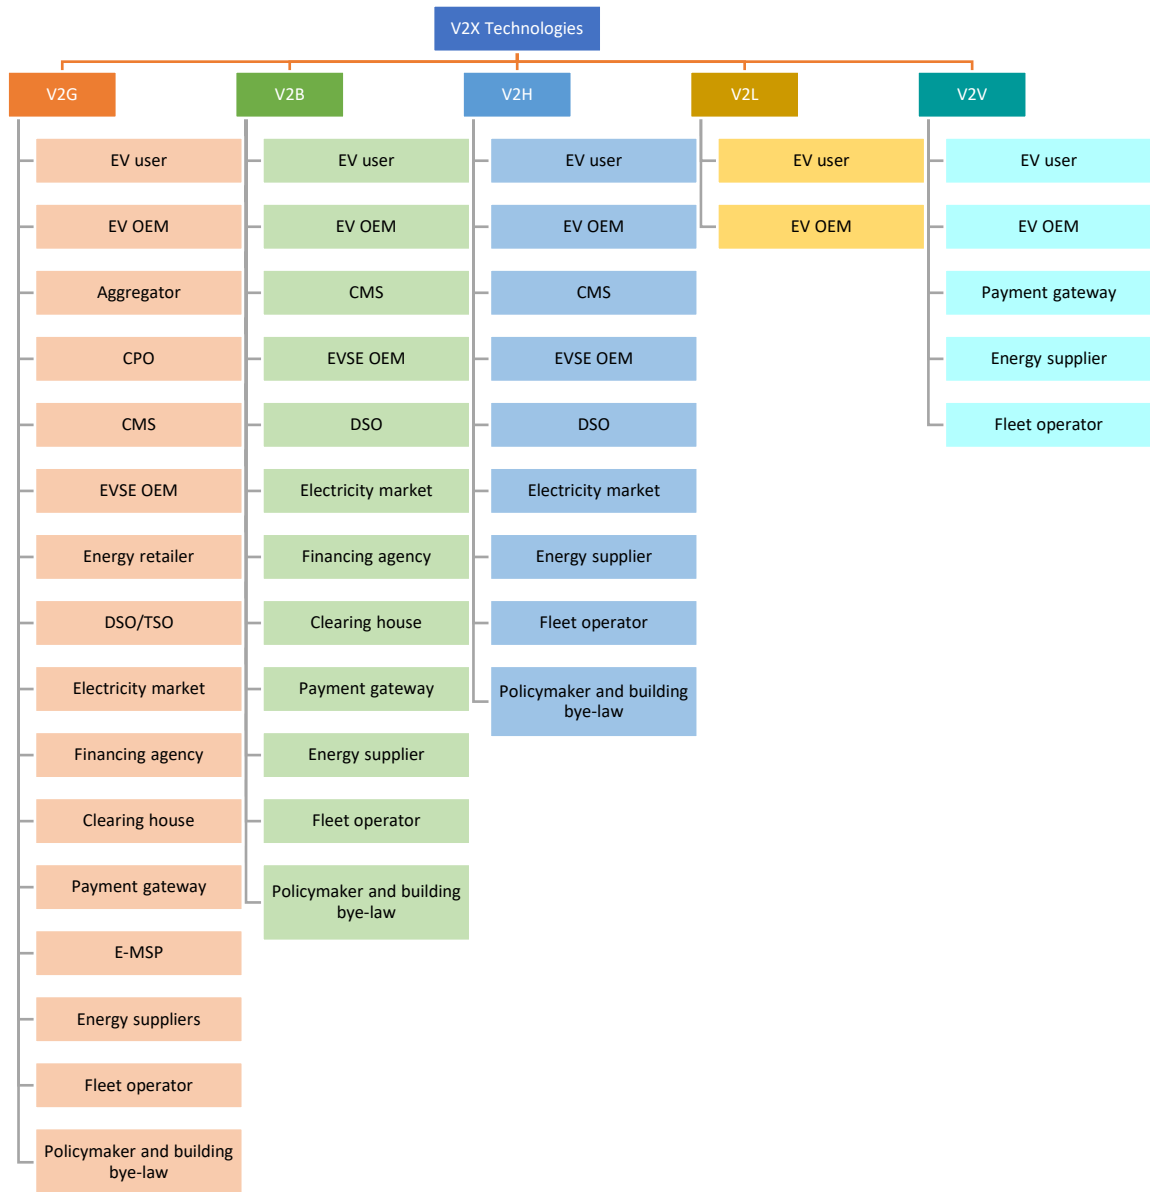 V2X Technologies
V2G
EV user
EV OEM
Aggregator
CPO
CMS
EVSE OEM
Energy retailer
DSO/TSO
Electricity market
Financing agency
Clearing house
Payment gateway
E-MSP
Energy suppliers
Fleet operator
Policymaker and building
bye-law
V2B
EV user
EV OEM
CMS
EVSE OEM
DSO
Electricity market
Financing agency
Clearing house
Payment gateway
Energy supplier
Fleet operator
Policymaker and building
bye-law
V2H
EV user
EV OEM
CMS
EVSE OEM
DSO
Electricity market
Energy supplier
Fleet operator
Policymaker and building
bye-law
V2L
EV user
EV OEM
V2V
EV user
EV OEM
Payment gateway
Energy supplier
Fleet operator